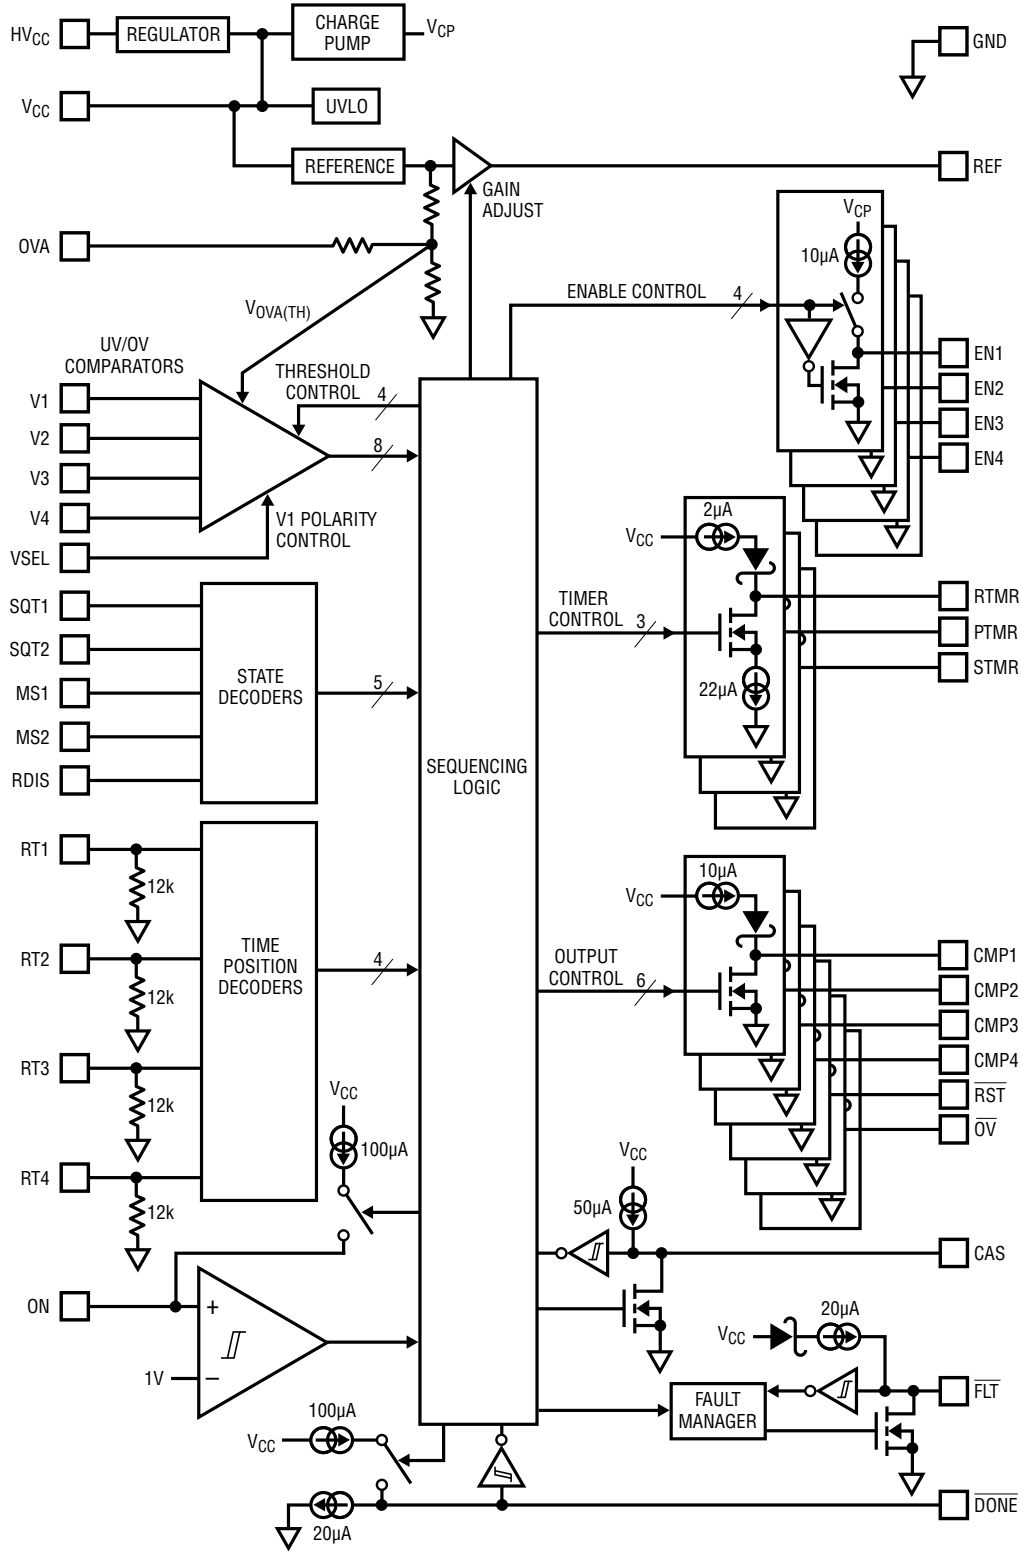 HVCC
REGULATOR
CHARGE
PUMP
VCP
GND
VCC
UVLO
REFERENCE
REF
GAIN
ADJUST
OVA
VCP
10µA
ENABLE CONTROL
4
VOVA(TH)
UV/OV
COMPARATORS
THRESHOLD
CONTROL
4
8
V1
V2
V3
V4
VSEL
V1 POLARITY
CONTROL
EN1
EN2
EN3
EN4
2µA
VCC
SQT1
SQT2
MS1
MS2
RDIS
STATE
DECODERS
5
TIMER
CONTROL
3
22µA
RTMR
PTMR
STMR
SEQUENCING
LOGIC
RT1
12k
RT2
12k
RT3
12k
RT4
12k
TIME
POSITION
DECODERS
4
10µA
VCC
OUTPUT
CONTROL
6
CMP1
CMP2
CMP3
CMP4
RST
OV
VCC
100µA
VCC
50µA
CAS
ON
+
1V
–
20µA
VCC
FLT
FAULT
MANAGER
100µA
VCC
20µA
DONE